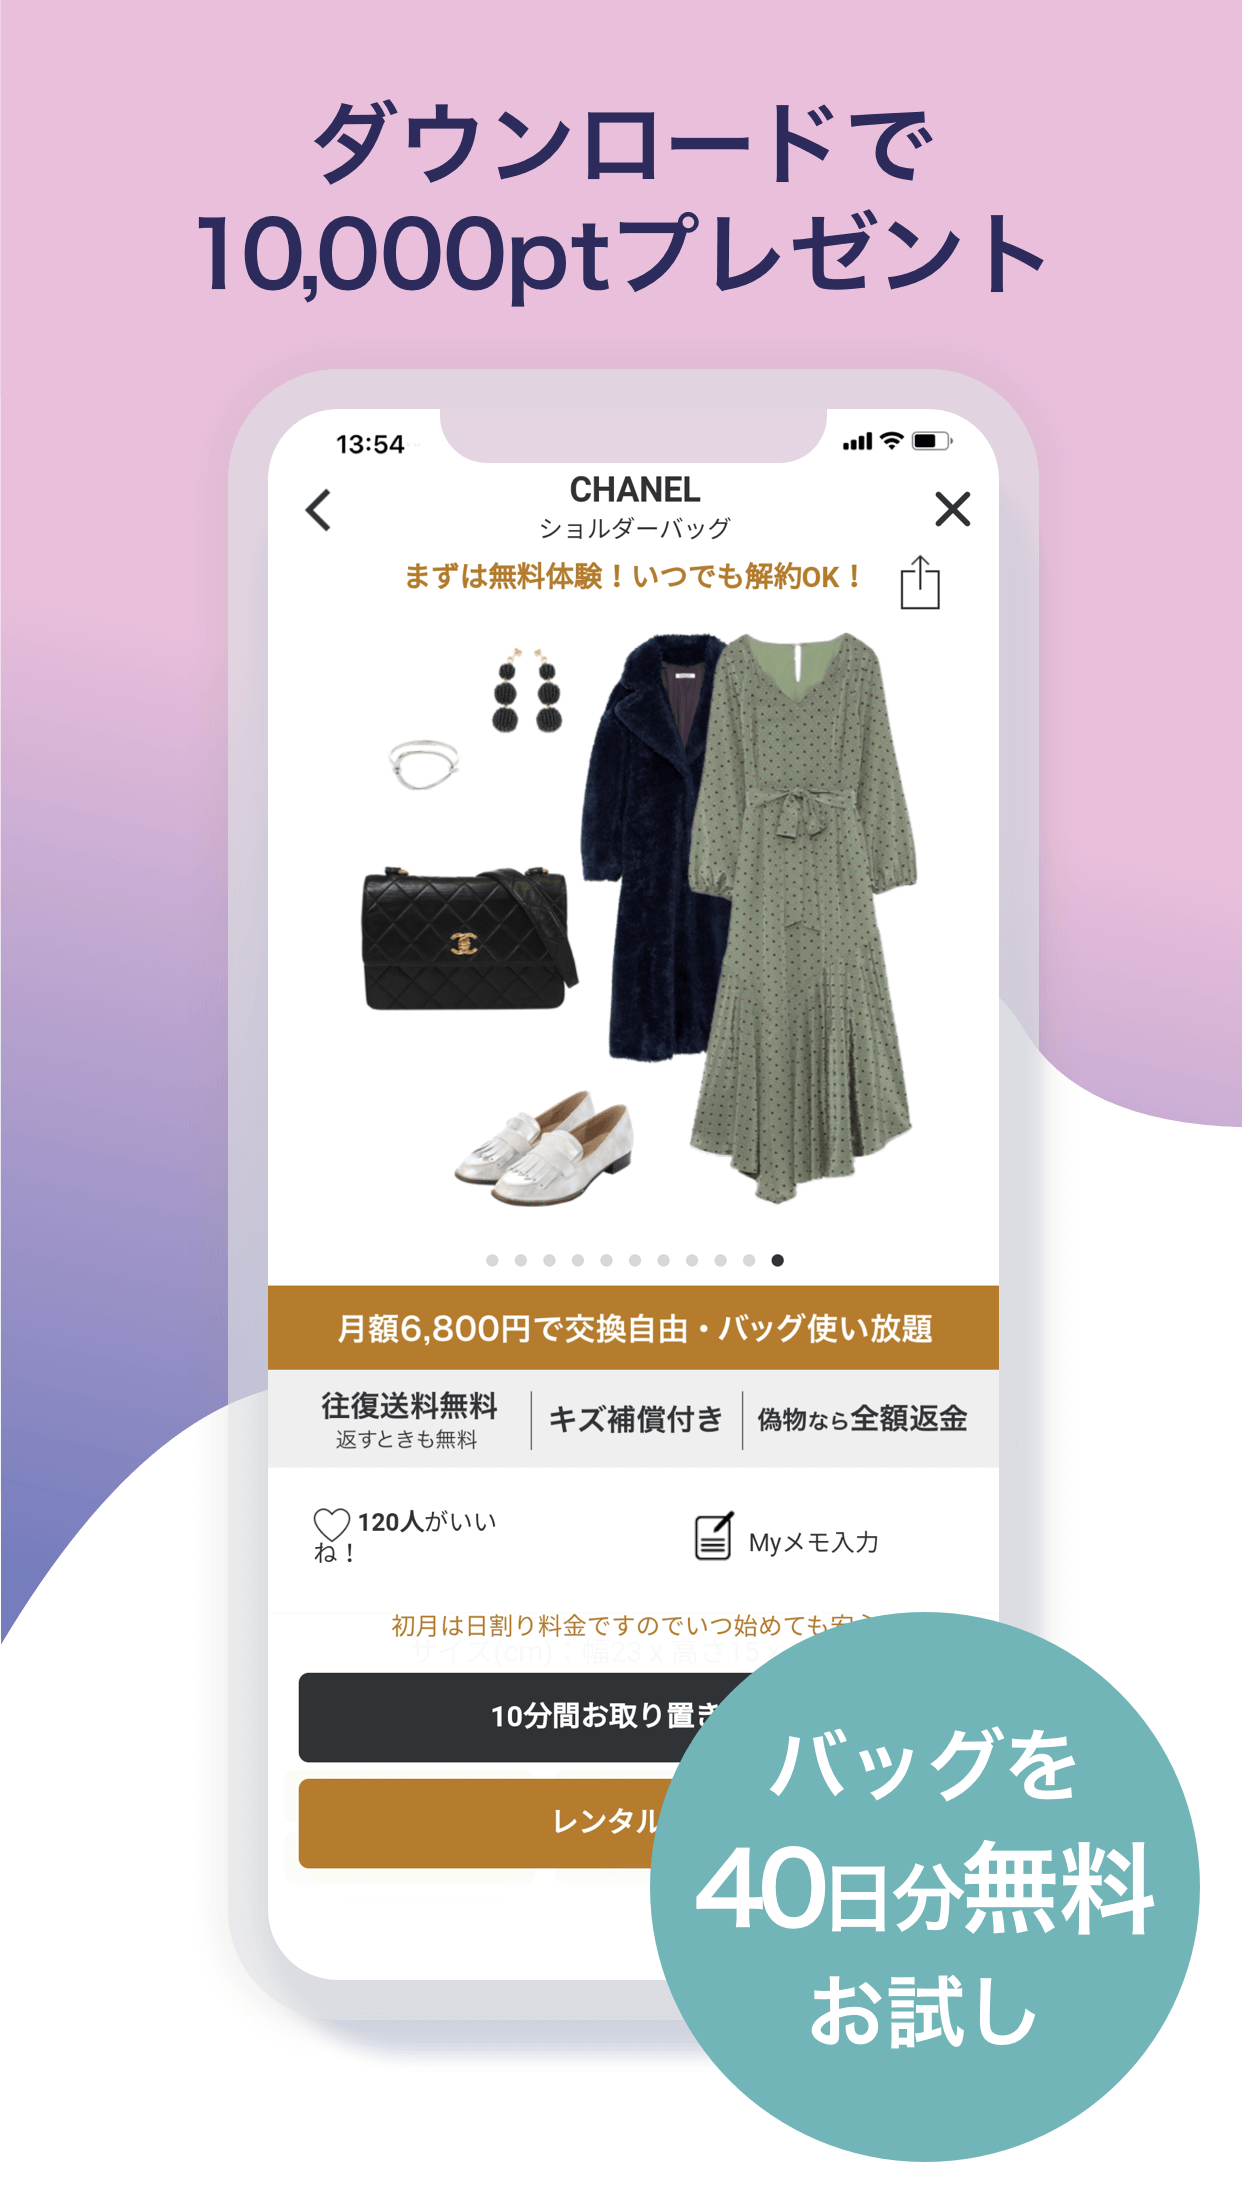 ダウンロードで
10,000ptプレゼント
13:54
CHANEL
ショルダーバッグ
まずは無料体験！いつでも解約OK！
月額6,800円で交換自由・バッグ使い放題
往復送料無料
返すときも無料
キズ補償付き
偽物なら全額返金
120人がいい
ね！
Myメモ入力
初月は日割り料金ですのでいつ始めても安
サイズ(cm)：幅23 x 高さ15
10分間お取り置き
レンタル
バッグを
40日分無料
お試し